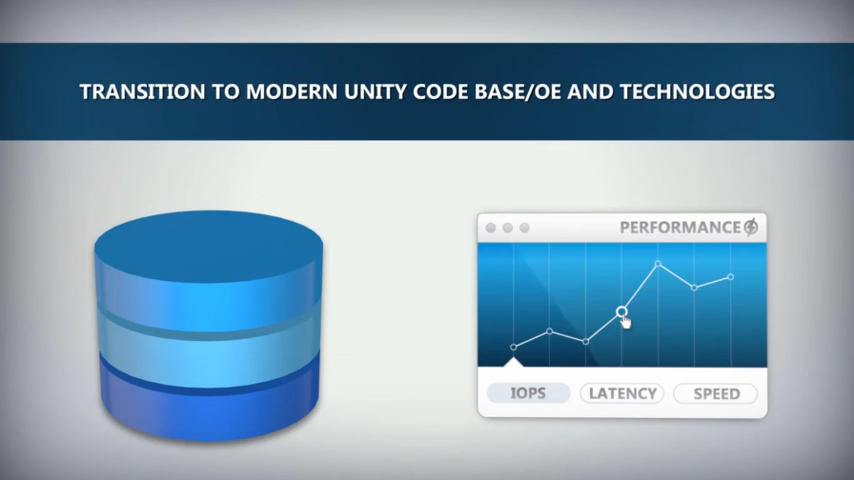 TRANSITION TO MODERN UNITY CODE BASE/OE AND TECHNOLOGIES
PERFORMANCE
IOPS
LATENCY
SPEED